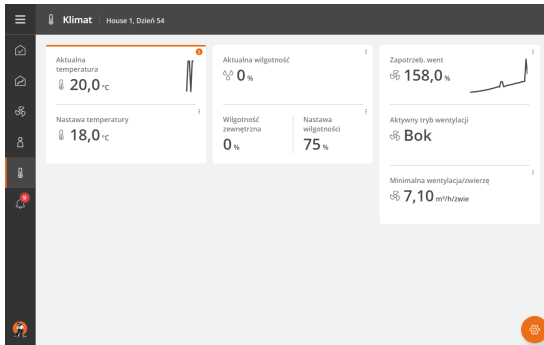 Klimat House 1, Dzień 54
Aktualna
temperatura
20,0 °C
Nastawa temperatury
18,0 °C
Aktualna wilgotność
0 %
Wilgotność
zewnętrzna
0 %
Nastawa
wilgotności
75 %
Zapotrzeb. went
158,0 %
Aktywny tryb wentylacji
Bok
Minimalna wentylacja/zwierzę
7,10 m³/h/zwie
9